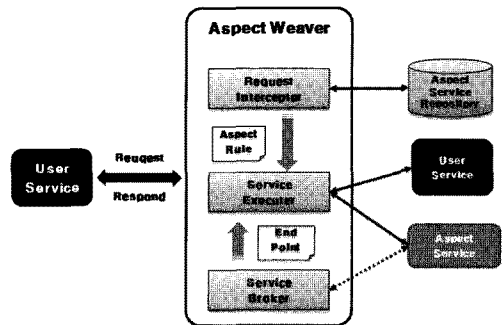 Aspect Weaver
Request
Interceptor
Aspect
Service
Repository
Aspect
Rule
User
Service
Request
Respond
Service
Executer
User
Service
End
Point
Aspect
Service
Service
Broker